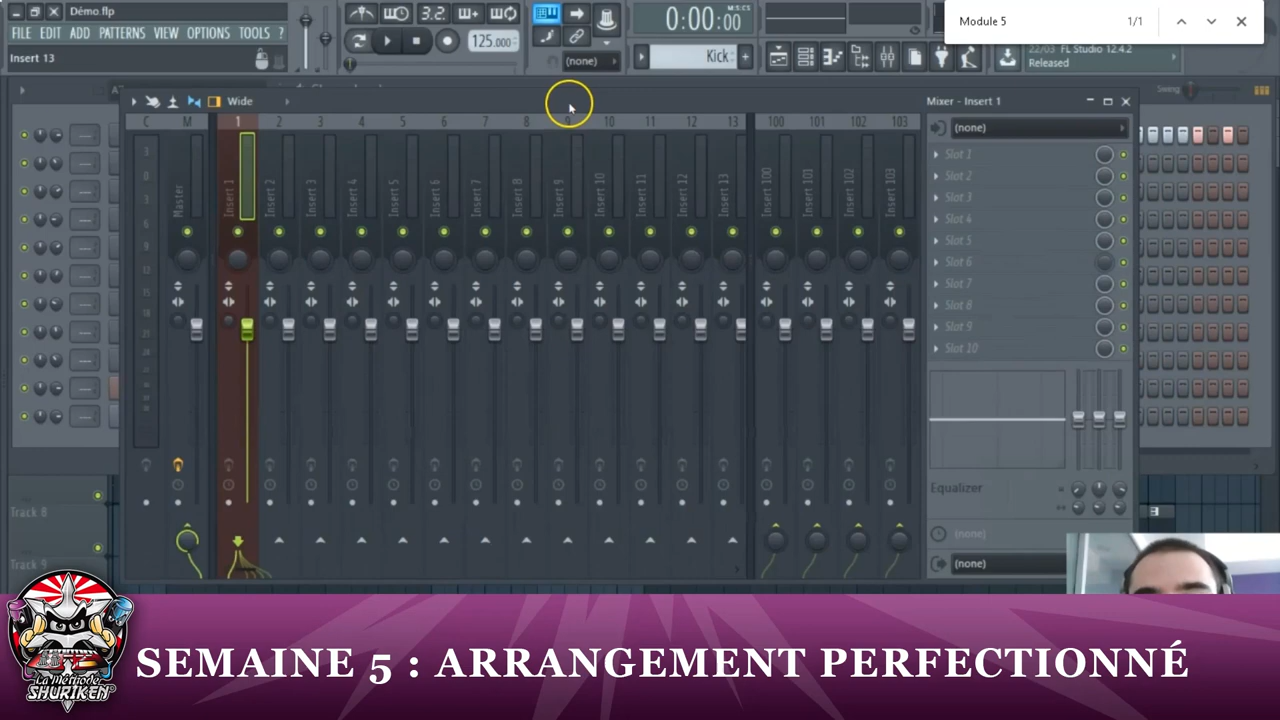 Démo.flp
FILE EDIT ADD PATTERNS VIEW OPTIONS TOOLS ?
Insert 13
3.2.
125.000
(none)
0:00:00
M:S:CS
Kick
22/03 FL Studio 12.4.2
Released
Module 5
1/1
Swing
Wide
Mixer - Insert 1
C M 1 2 3 4 5 6 7 8 9 10 11 12 13 100 101 102 103
Master
Insert 1
Insert 2
Insert 3
Insert 4
Insert 5
Insert 6
Insert 7
Insert 8
Insert 9
Insert 10
Insert 11
Insert 12
Insert 13
Insert 100
Insert 101
Insert 102
Insert 103
(none)
Slot 1
Slot 2
Slot 3
Slot 4
Slot 5
Slot 6
Slot 7
Slot 8
Slot 9
Slot 10
Equalizer
(none)
(none)
Track 8
Track 9
La méthode
SHURIKEN
SEMAINE 5 : ARRANGEMENT PERFECTIONNÉ